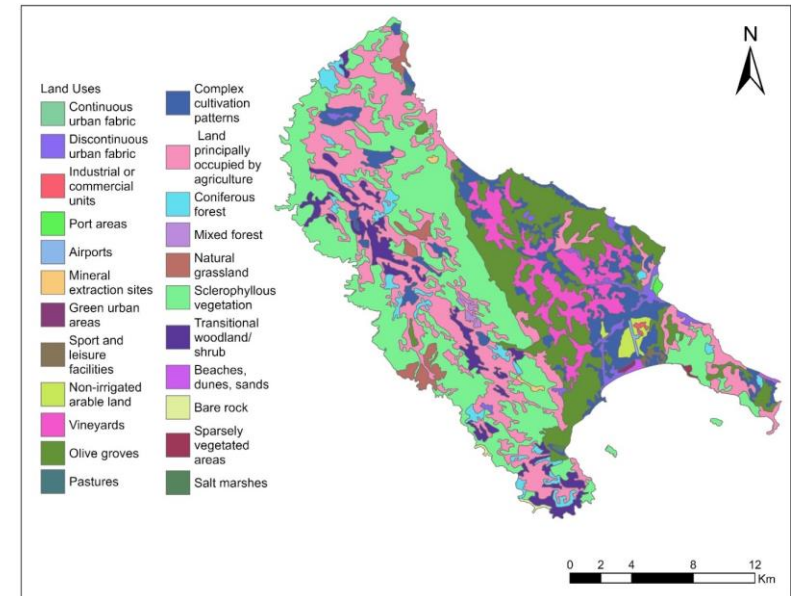 N
Land Uses
Continuous
urban fabric
Discontinuous
urban fabric
Industrial or
commercial
units
Port areas
Airports
Mineral
extraction sites
Green urban
areas
Sport and
leisure
facilities
Non-irrigated
arable land
Vineyards
Olive groves
Pastures
Complex
cultivation
patterns
Land
principally
occupied by
agriculture
Coniferous
forest
Mixed forest
Natural
grassland
Sclerophyllous
vegetation
Transitional
woodland/
shrub
Beaches,
dunes, sands
Bare rock
Sparsely
vegetated
areas
Salt marshes
0 2 4 8 12
Km